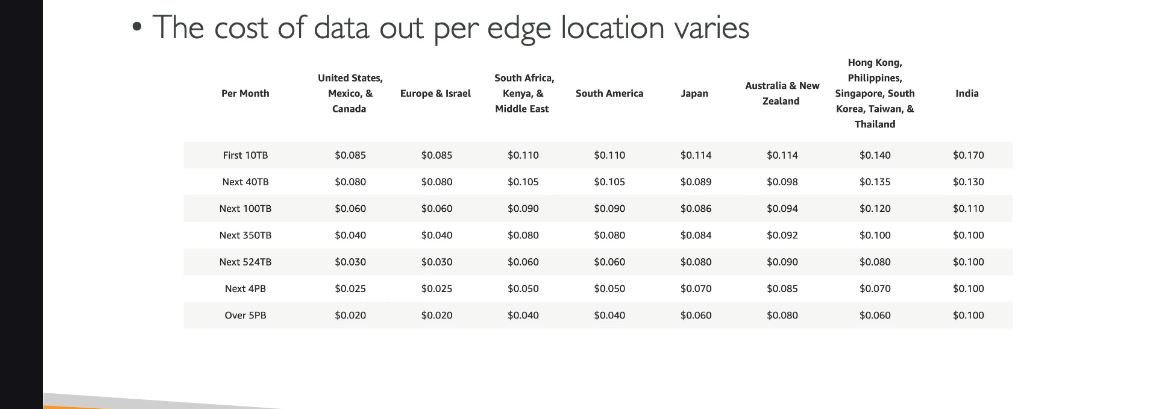 • The cost of data out per edge location varies
Per Month United States, Mexico, & Canada Europe & Israel South Africa, Kenya, & Middle East South America Japan Australia & New Zealand Hong Kong, Philippines, Singapore, South Korea, Taiwan, & Thailand India
First 10TB $0.085 $0.085 $0.110 $0.110 $0.114 $0.114 $0.140 $0.170
Next 40TB $0.080 $0.080 $0.105 $0.105 $0.089 $0.098 $0.135 $0.130
Next 100TB $0.060 $0.060 $0.090 $0.090 $0.086 $0.094 $0.120 $0.110
Next 350TB $0.040 $0.040 $0.080 $0.080 $0.084 $0.092 $0.100 $0.100
Next 524TB $0.030 $0.030 $0.060 $0.060 $0.080 $0.090 $0.080 $0.100
Next 4PB $0.025 $0.025 $0.050 $0.050 $0.070 $0.085 $0.070 $0.100
Over 5PB $0.020 $0.020 $0.040 $0.040 $0.060 $0.080 $0.060 $0.100